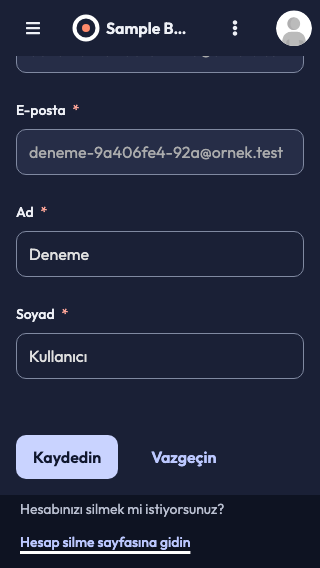 Sample B...
E-posta *
deneme-9a406fe4-92a@ornek.test
Ad *
Deneme
Soyad *
Kullanıcı
Kaydedin
Vazgeçin
Hesabınızı silmek mi istiyorsunuz?
Hesap silme sayfasına gidin